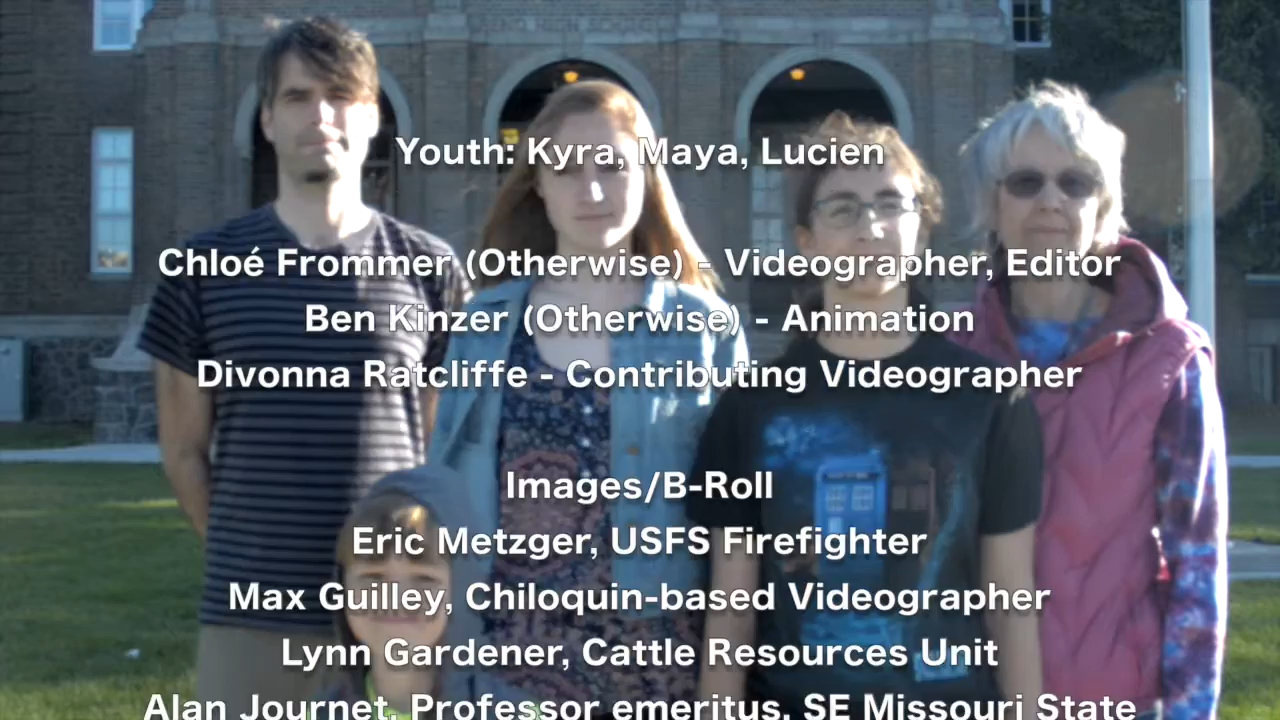 Youth: Kyra, Maya, Lucien
Chloé Frommer (Otherwise) - Videographer, Editor
Ben Kinzer (Otherwise) - Animation
Divonna Ratcliffe - Contributing Videographer
Images/B-Roll
Eric Metzger, USFS Firefighter
Max Guilley, Chiloquin-based Videographer
Lynn Gardener, Cattle Resources Unit
Alan Journet, Professor emeritus, SE Missouri State